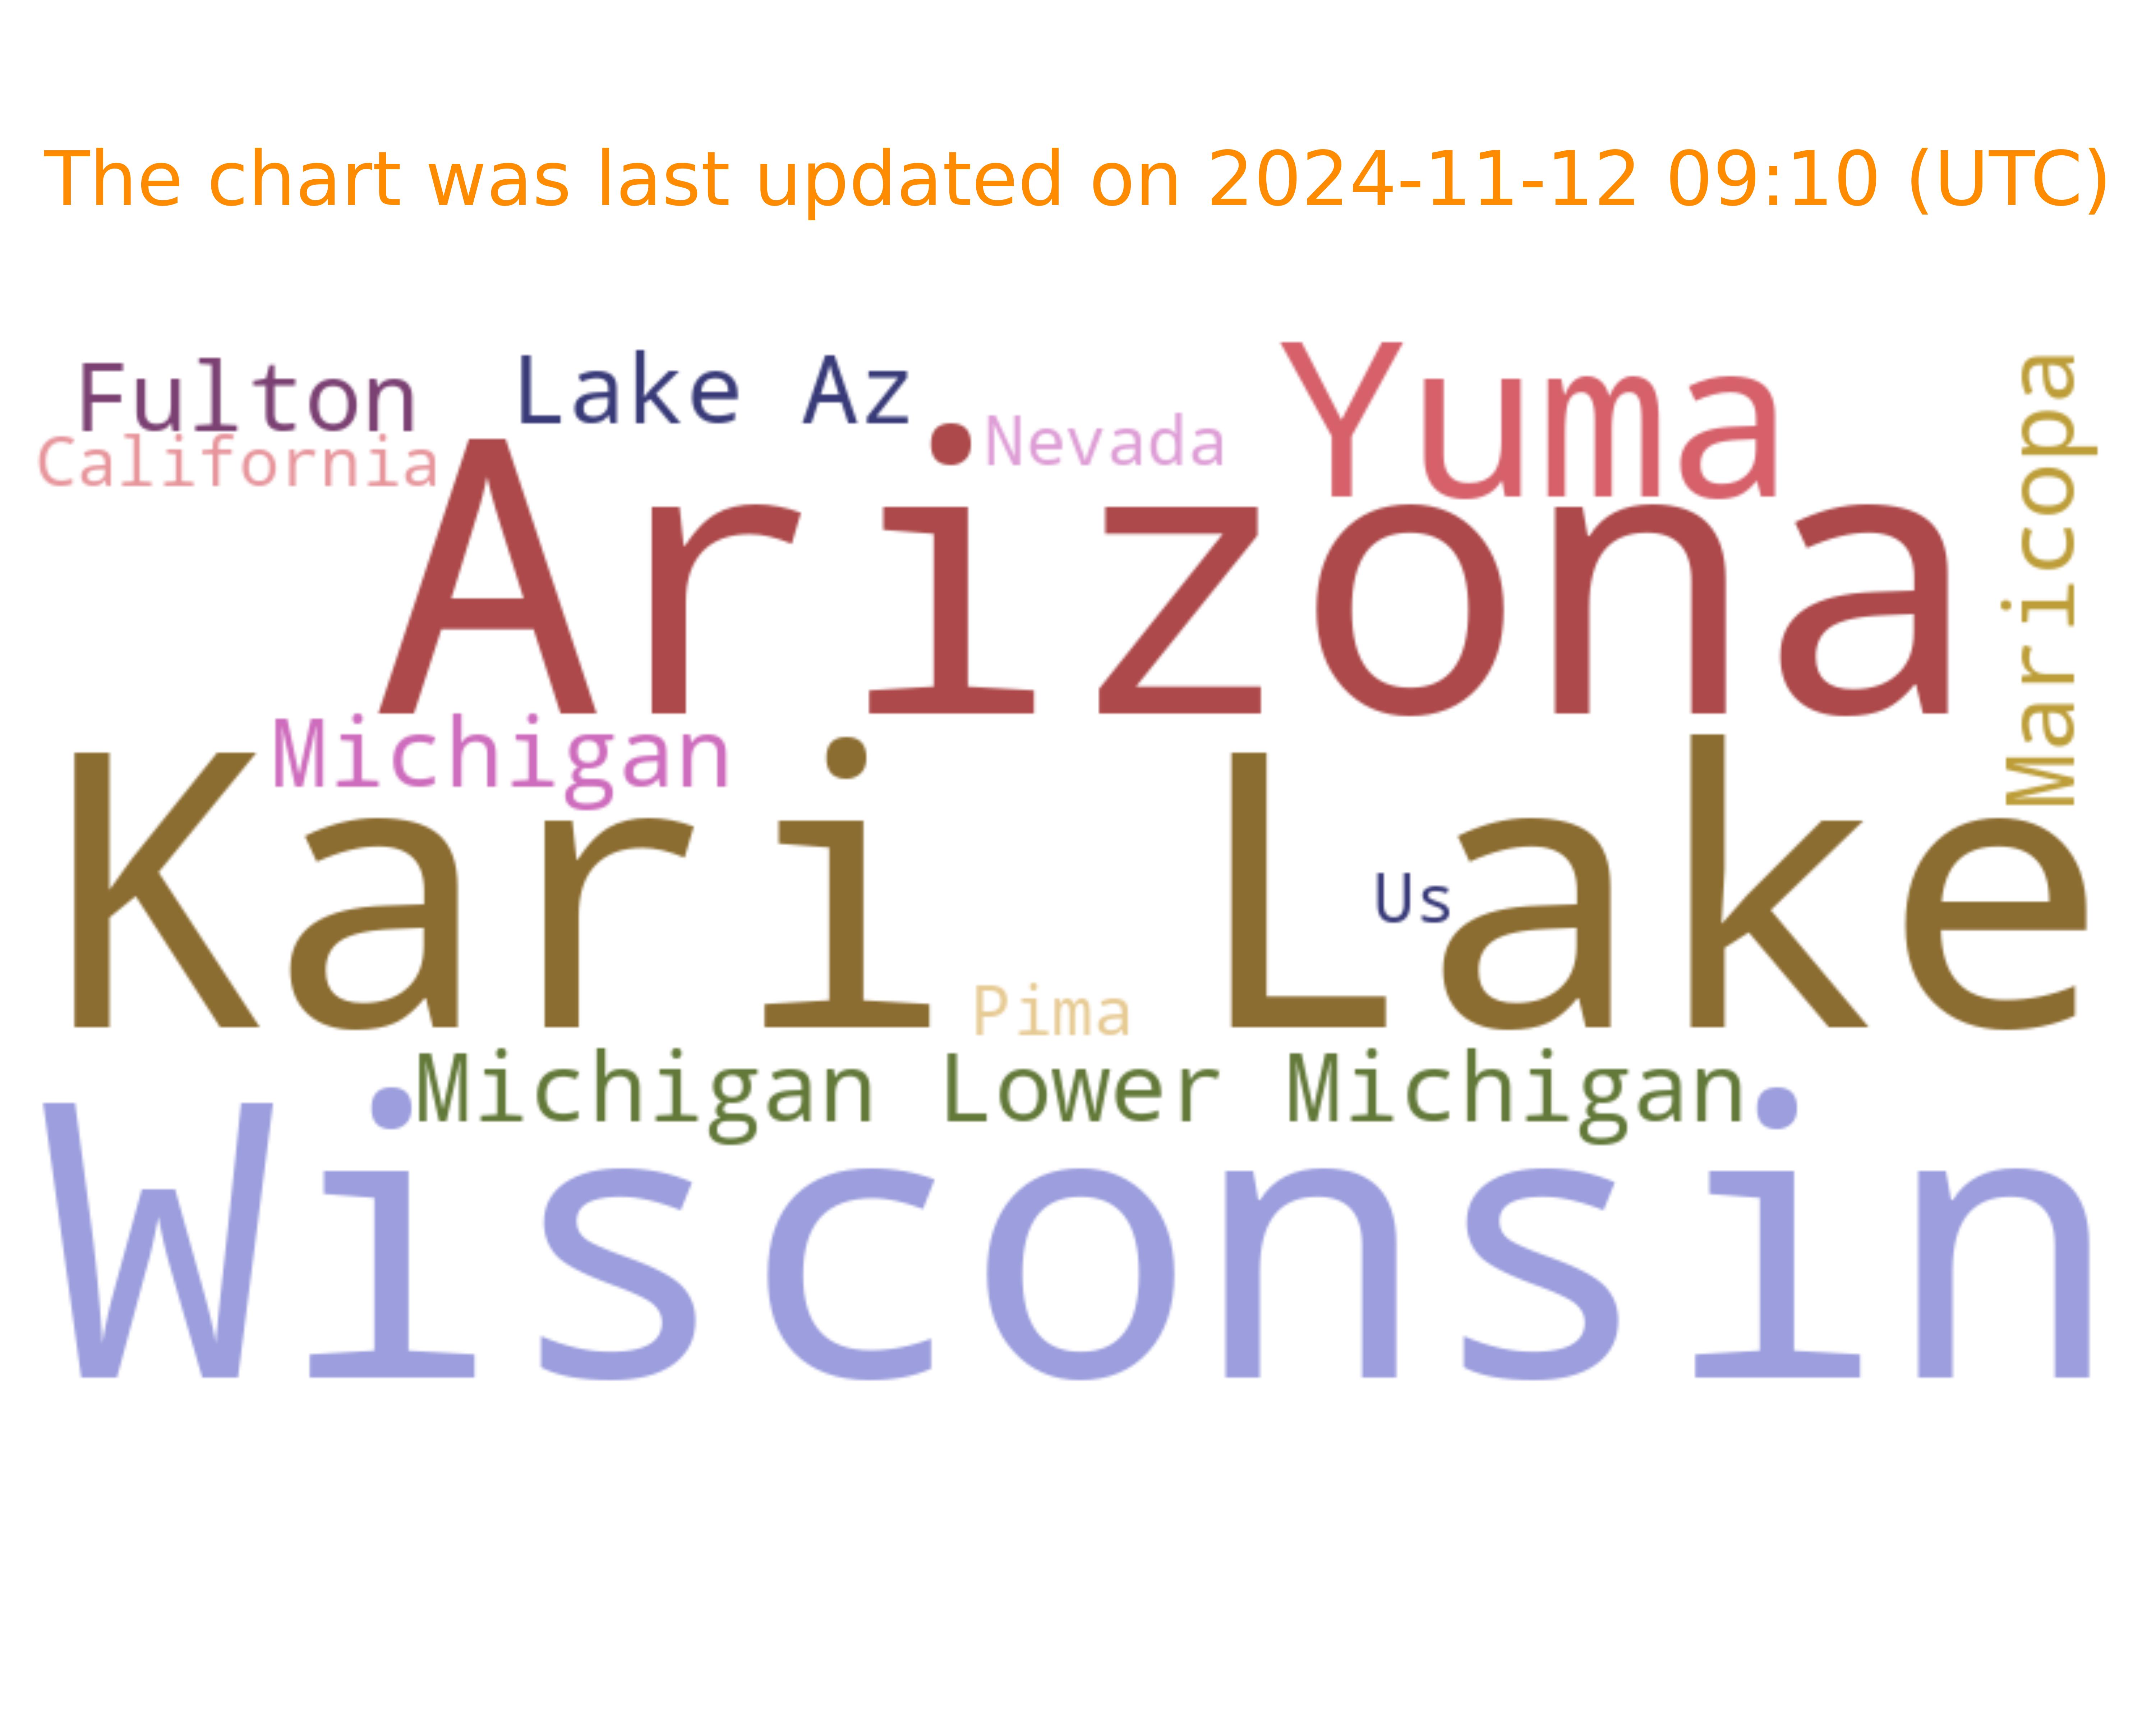 The chart was last updated on 2024-11-12 09:10 (UTC)
Fulton
Lake Az
Yuma
Maricopa
California
Nevada
Arizona
Michigan
Kari Lake
Us
Pima
Michigan Lower Michigan
Wisconsin